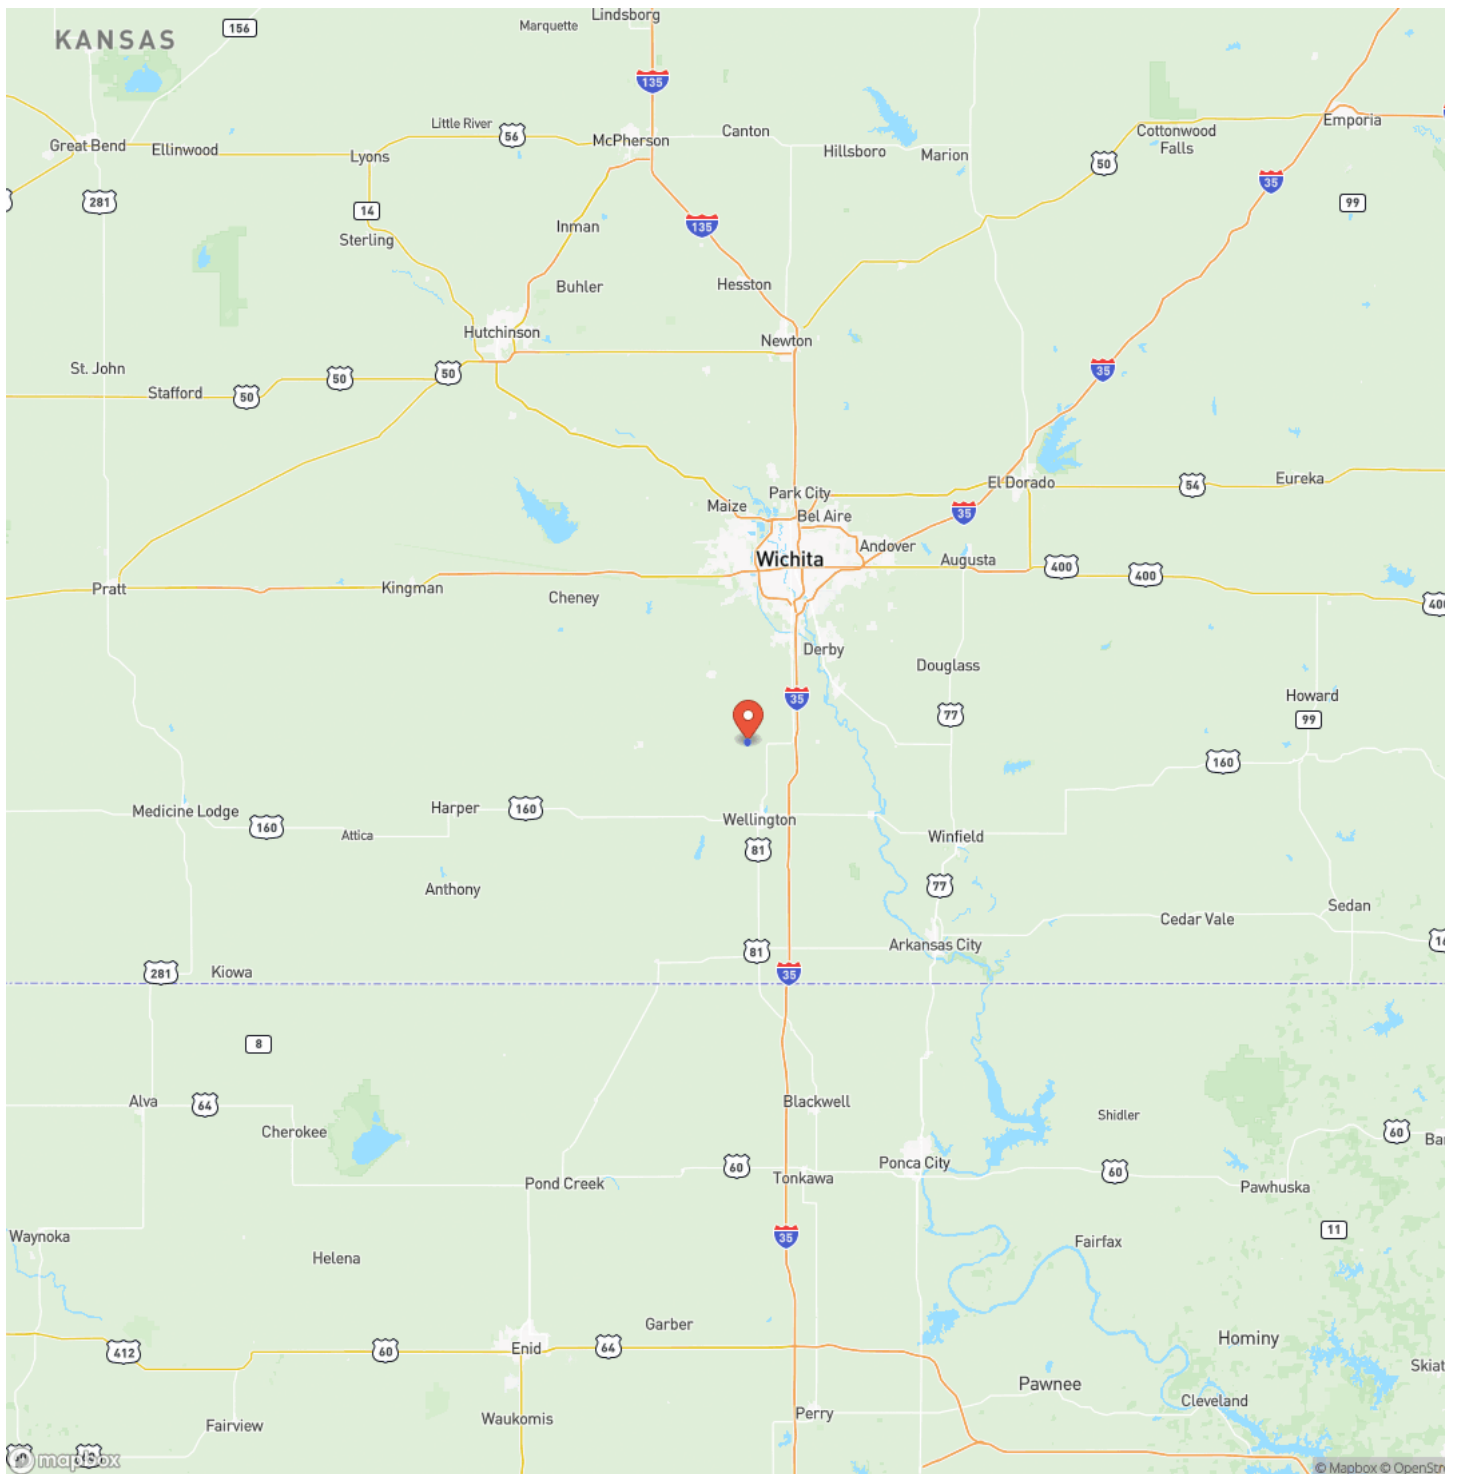 Lindsborg
Marquette
156
KANSAS
135
Little River
56
McPherson
Canton
Emporia
Cottonwood
Falls
Great Bend
Ellinwood
Lyons
Hillsboro
Marion
50
35
281
14
99
Sterling
Inman
135
Buhler
Hesston
Hutchinson
Newton
St. John
50
50
50
35
Stafford
El Dorado
54
Eureka
Park City
Maize
Bel Aire
35
Wichita
Andover
Augusta
400
400
400
Pratt
Kingman
Cheney
Derby
Douglass
35
Howard
77
99
160
Medicine Lodge
160
Harper
160
Attica
Wellington
Winfield
81
77
Anthony
Sedan
Cedar Vale
Arkansas City
81
281
Kiowa
35
8
Alva
64
Blackwell
Shidler
Cherokee
60
60
60
Ponca City
Pond Creek
Tonkawa
Pawhuska
Waynoka
35
11
Helena
Fairfax
Garber
Hominy
412
60
Enid
64
Skiat
Pawnee
Cleveland
Fairview
Waukomis
Perry
mapbox
© Mapbox © OpenStre